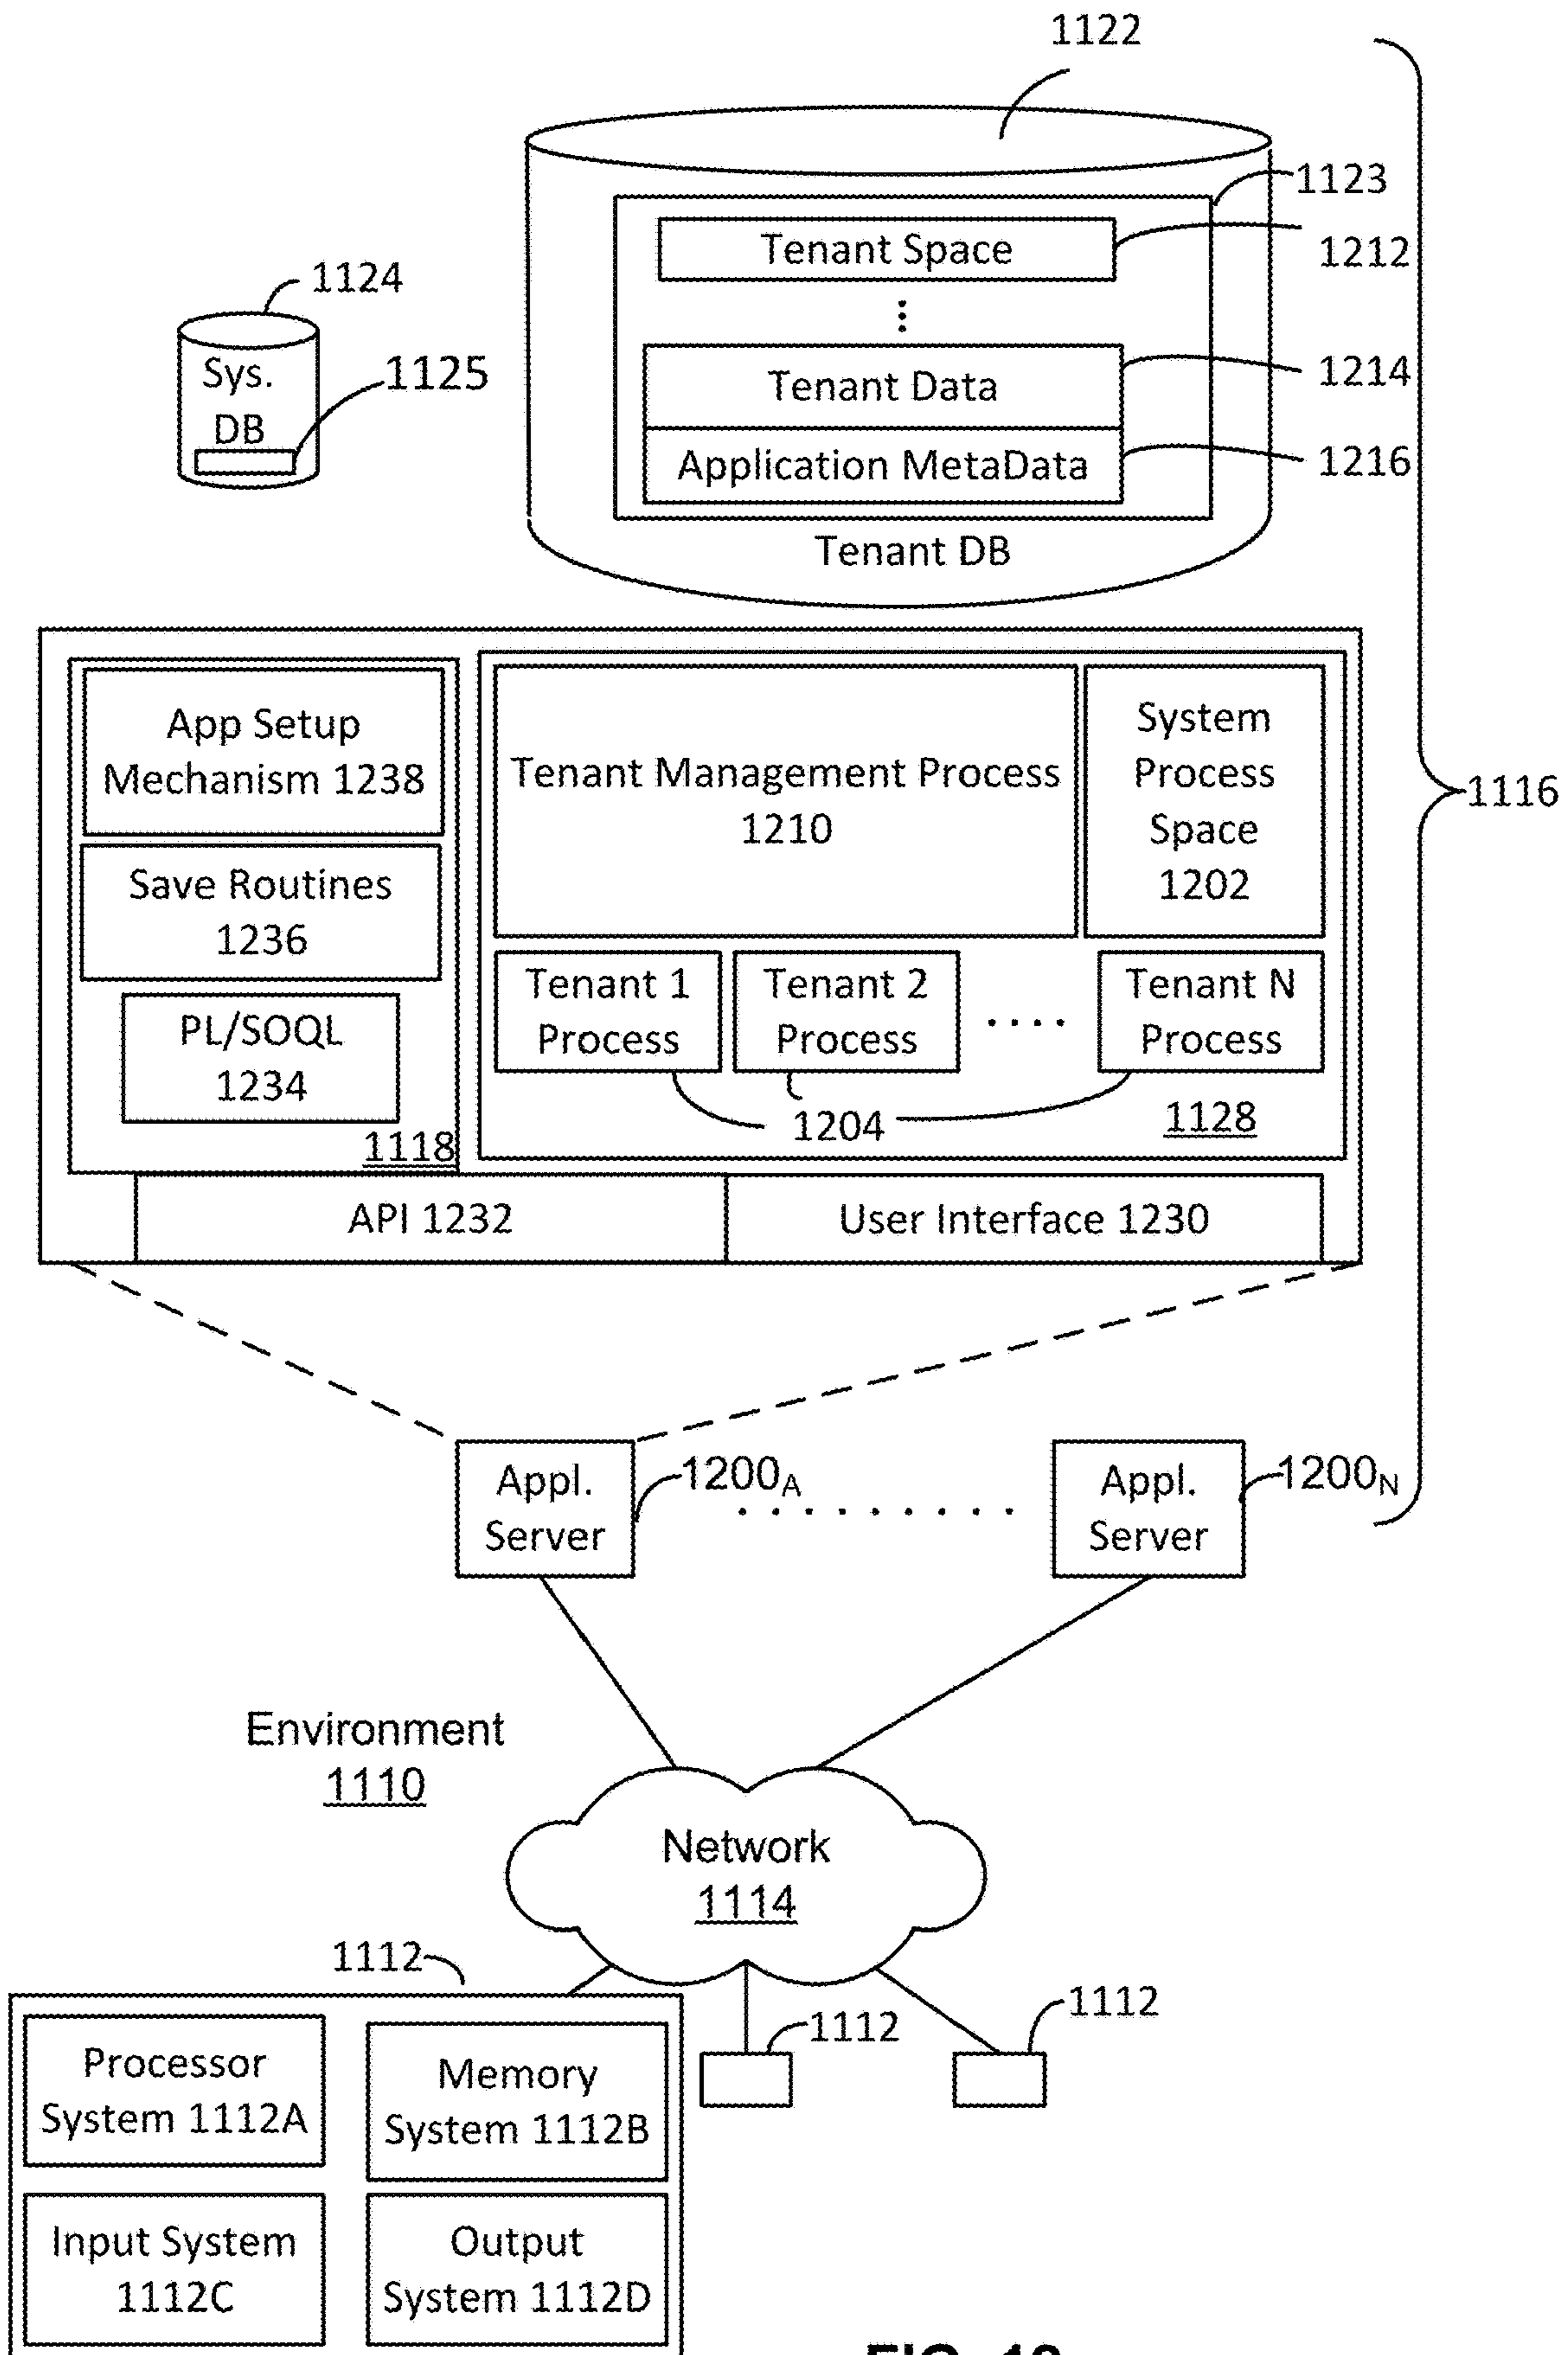 1122
1123
Tenant Space
1212
1124
Sys.
DB
1125
Tenant Data
1214
Application MetaData
1216
Tenant DB
App Setup
Mechanism 1238
Save Routines
1236
PL/SOQL
1234
1118
Tenant Management Process
1210
System
Process
Space
1202
Tenant 1
Process
Tenant 2
Process
....
Tenant N
Process
1204
1128
API 1232
User Interface 1230
1116
Appl.
Server
1200A
Appl.
Server
1200N
Environment
1110
Network
1114
1112
1112
1112
Processor
System 1112A
Memory
System 1112B
Input System
1112C
Output
System 1112D